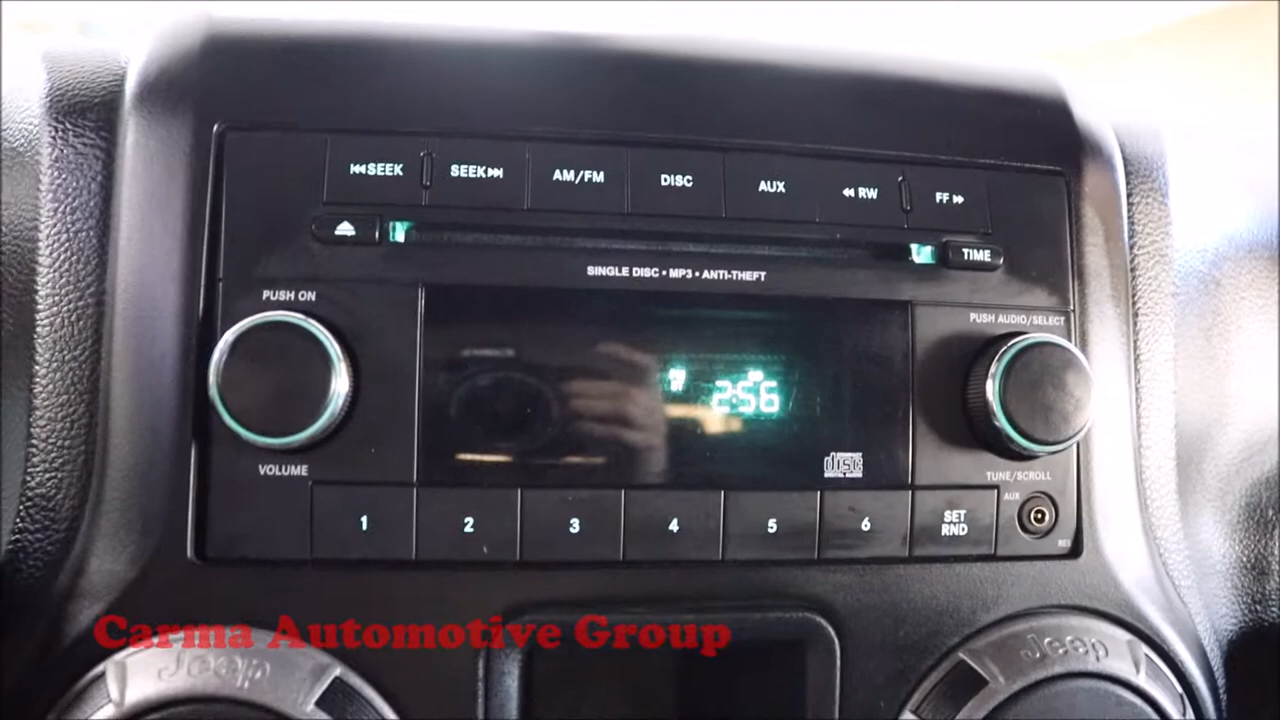 SEEK
SEEK
AM/FM
DISC
AUX
RW
FF
TIME
SINGLE DISC • MP3 • ANTI-THEFT
PUSH ON
PUSH AUDIO/SELECT
2:56
disc
DIGITAL AUDIO
VOLUME
TUNE/SCROLL
AUX
1
2
3
4
5
6
SET
RND
Carma Automotive Group
Jeep
Jeep